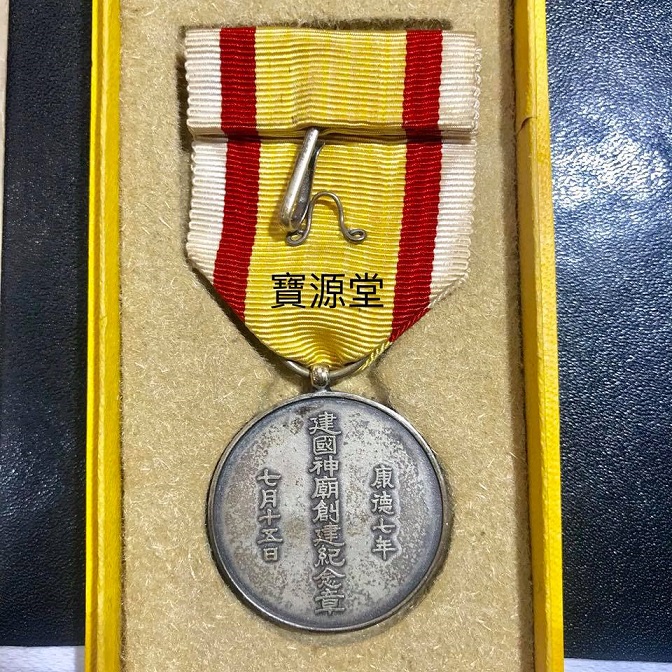 寶源堂
康德七年
建國神廟創建紀念章
七月十五日